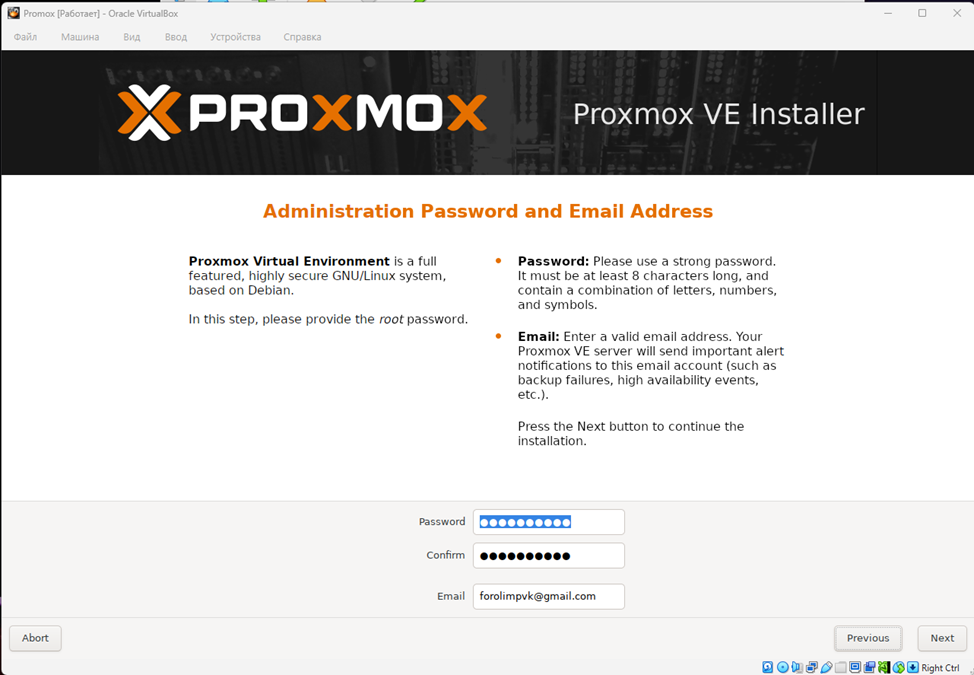 Promox [Работает] - Oracle VirtualBox
Файл Машина Вид Ввод Устройства Справка
PROXMOX
Proxmox VE Installer
Administration Password and Email Address
Proxmox Virtual Environment is a full
featured, highly secure GNU/Linux system,
based on Debian.
In this step, please provide the root password.
Password: Please use a strong password.
It must be at least 8 characters long, and
contain a combination of letters, numbers,
and symbols.
Email: Enter a valid email address. Your
Proxmox VE server will send important alert
notifications to this email account (such as
backup failures, high availability events,
etc.).
Press the Next button to continue the
installation.
Password ●●●●●●●●●●
Confirm ●●●●●●●●●●
Email forolimpvk@gmail.com
Abort Previous Next
Right Ctrl